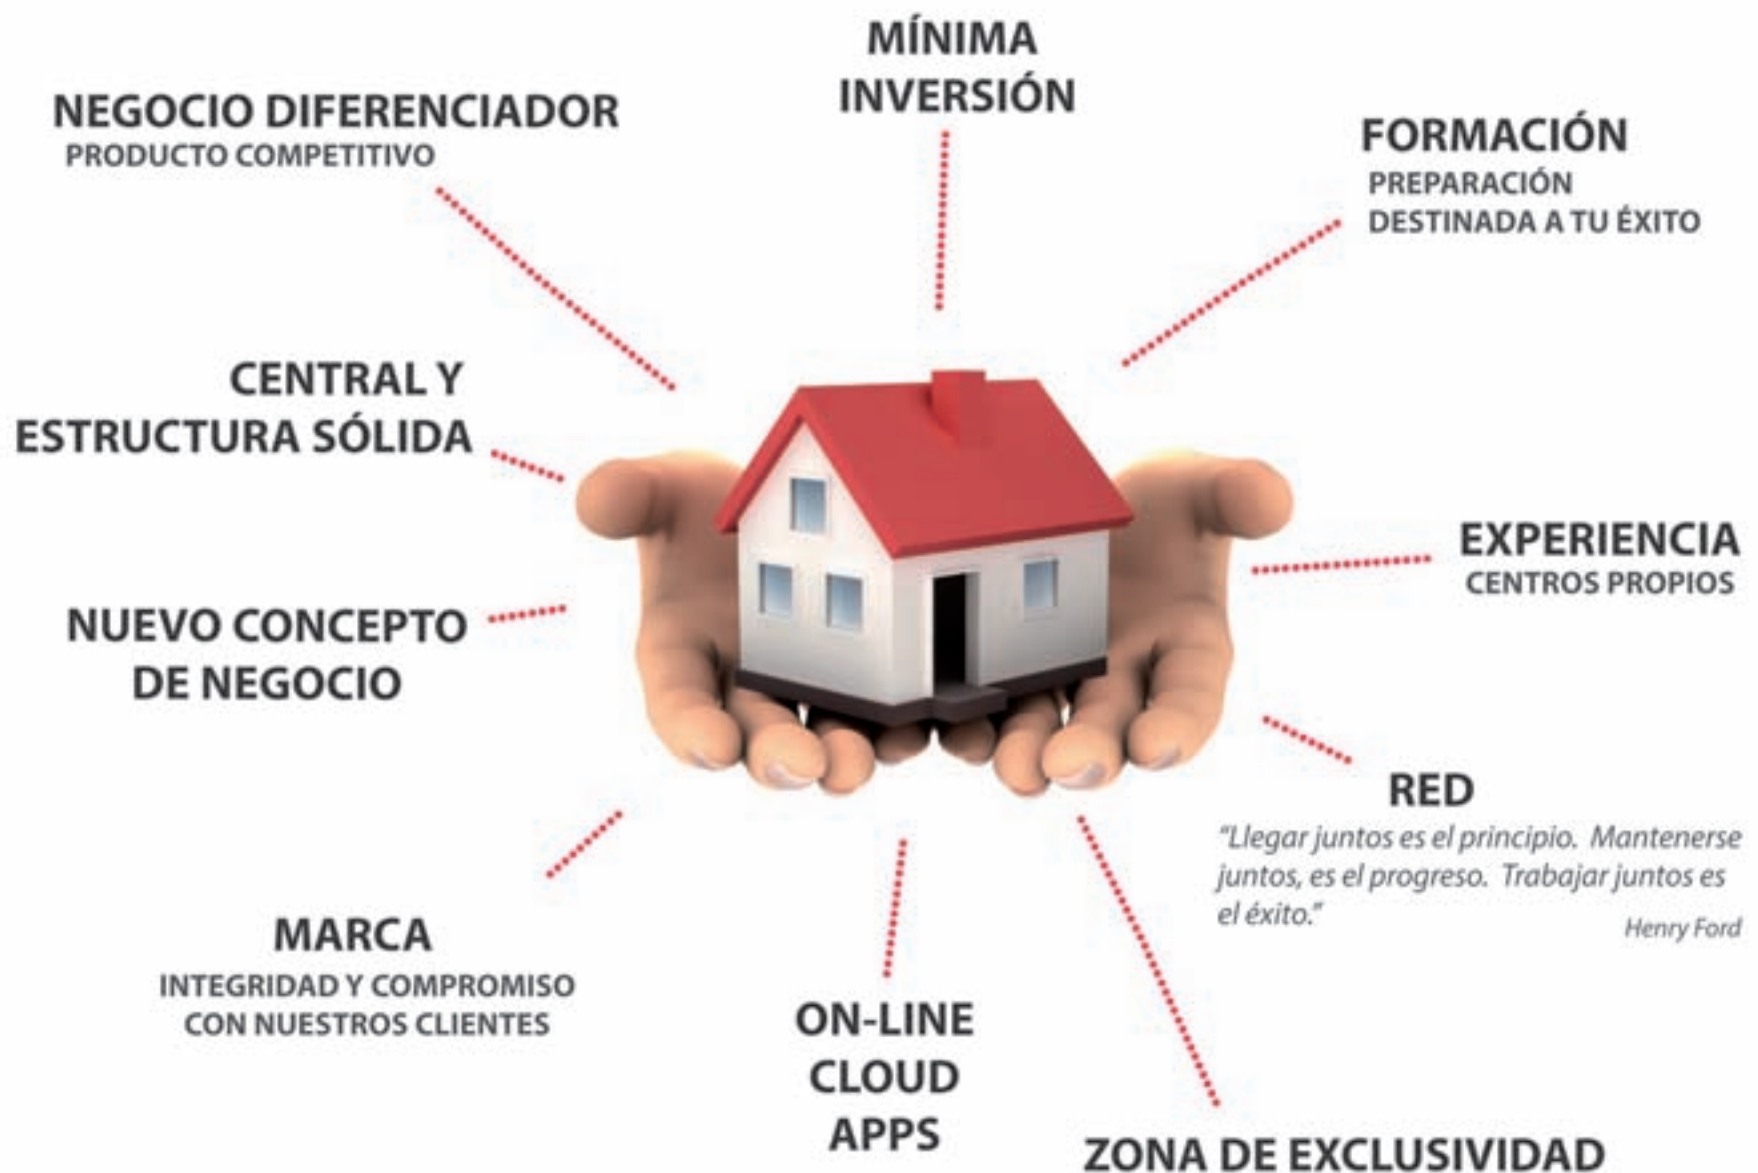 MÍNIMA
INVERSIÓN
NEGOCIO DIFERENCIADOR
PRODUCTO COMPETITIVO
FORMACIÓN
PREPARACIÓN
DESTINADA A TU ÉXITO
CENTRAL Y
ESTRUCTURA SÓLIDA
EXPERIENCIA
CENTROS PROPIOS
NUEVO CONCEPTO
DE NEGOCIO
RED
“Llegar juntos es el principio. Mantenerse
juntos, es el progreso. Trabajar juntos es
el éxito.”
Henry Ford
MARCA
INTEGRIDAD Y COMPROMISO
CON NUESTROS CLIENTES
ON-LINE
CLOUD
APPS
ZONA DE EXCLUSIVIDAD